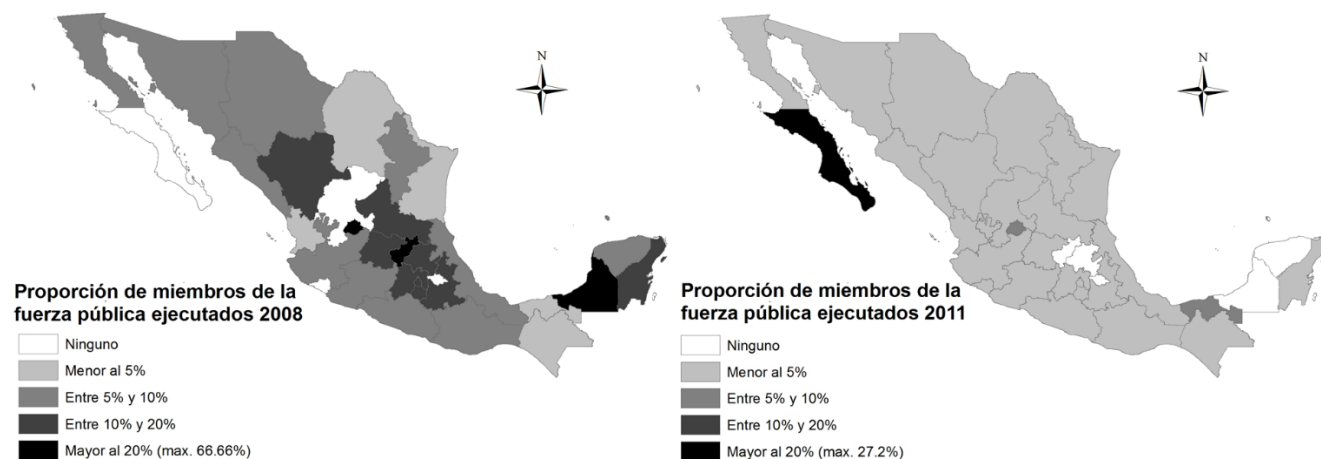 N
Proporción de miembros de la
fuerza pública ejecutados 2008
Ninguno
Menor al 5%
Entre 5% y 10%
Entre 10% y 20%
Mayor al 20% (max. 66.66%)
N
Proporción de miembros de la
fuerza pública ejecutados 2011
Ninguno
Menor al 5%
Entre 5% y 10%
Entre 10% y 20%
Mayor al 20% (max. 27.2%)